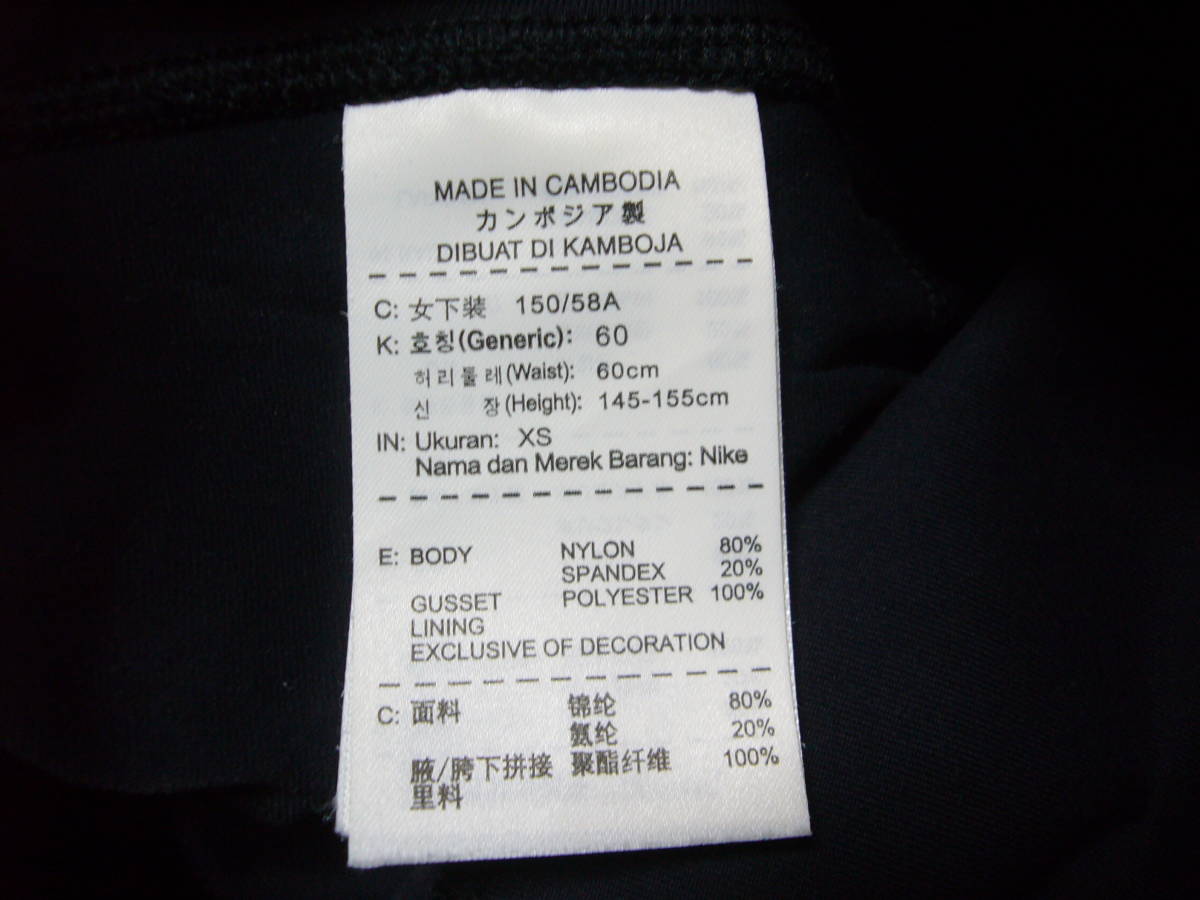 MADE IN CAMBODIA
カンボジア製
DIBUAT DI KAMBOJA
C: 女下装 150/58A
K: 호칭(Generic): 60
허리둘레(Waist): 60cm
신 장(Height): 145-155cm
IN: Ukuran: XS
Nama dan Merek Barang: Nike
E: BODY NYLON 80%
SPANDEX 20%
GUSSET POLYESTER 100%
LINING
EXCLUSIVE OF DECORATION
C: 面料 锦纶 80%
氨纶 20%
腋/胯下拼接 聚酯纤维 100%
里料